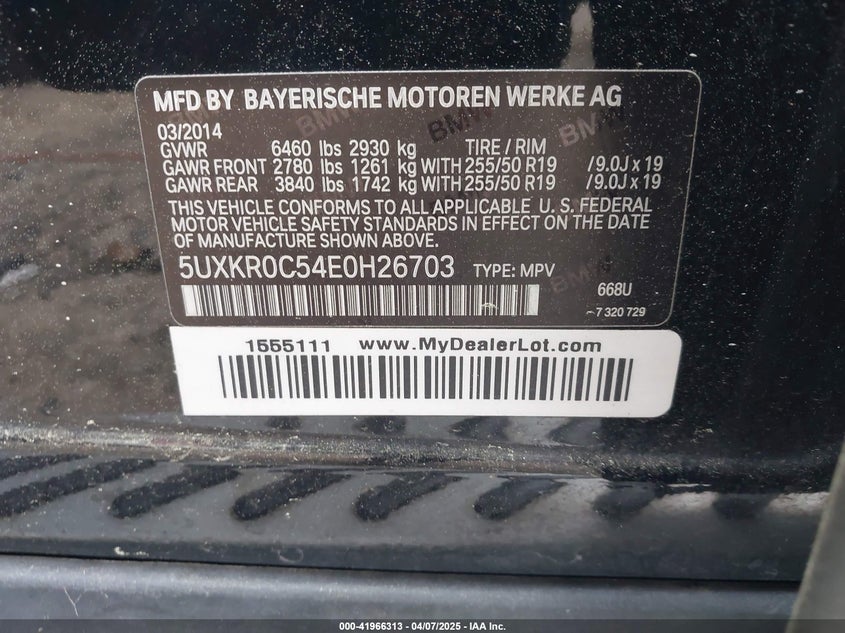 MFD BY BAYERISCHE MOTOREN WERKE AG
03/2014
GVWR 6460 lbs 2930 kg TIRE / RIM
GAWR FRONT 2780 lbs 1261 kg WITH 255/50 R19 /9.0J x 19
GAWR REAR 3840 lbs 1742 kg WITH 255/50 R19 /9.0J x 19
THIS VEHICLE CONFORMS TO ALL APPLICABLE U. S. FEDERAL
MOTOR VEHICLE SAFETY STANDARDS IN EFFECT ON THE DATE
OF MANUFACTURE SHOWN ABOVE.
5UXKR0C54E0H26703 TYPE: MPV
668U
7 320 729
1555111 www.MyDealerLot.com
000-41966313 - 04/07/2025 - IAA Inc.